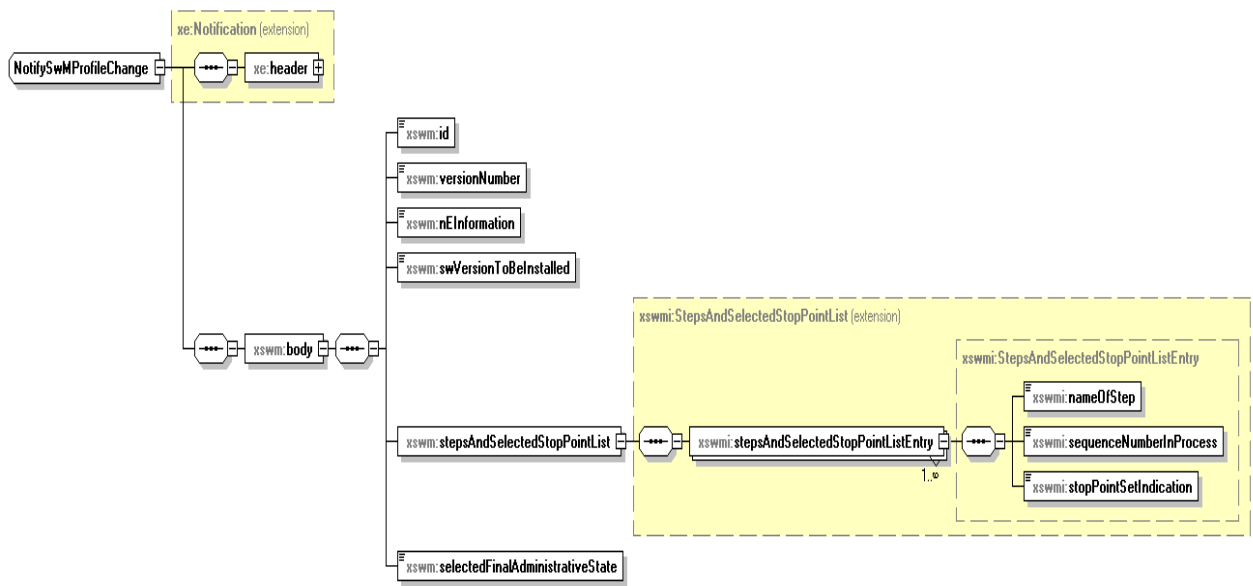 xe:Notification (extension)
NotifySwMProfileChange
xe:header
xswm:id
xswm:versionNumber
xswm:nEInformation
xswm:swVersionToBeInstalled
xswmi:StepsAndSelectedStopPointList (extension)
xswmi:StepsAndSelectedStopPointListEntry
xswm:body
xswmi:nameOfStep
xswm:stepsAndSelectedStopPointList
xswmi:stepsAndSelectedStopPointListEntry
xswmi:sequenceNumberInProcess
1..∞
xswmi:stopPointSetIndication
xswm:selectedFinalAdministrativeState